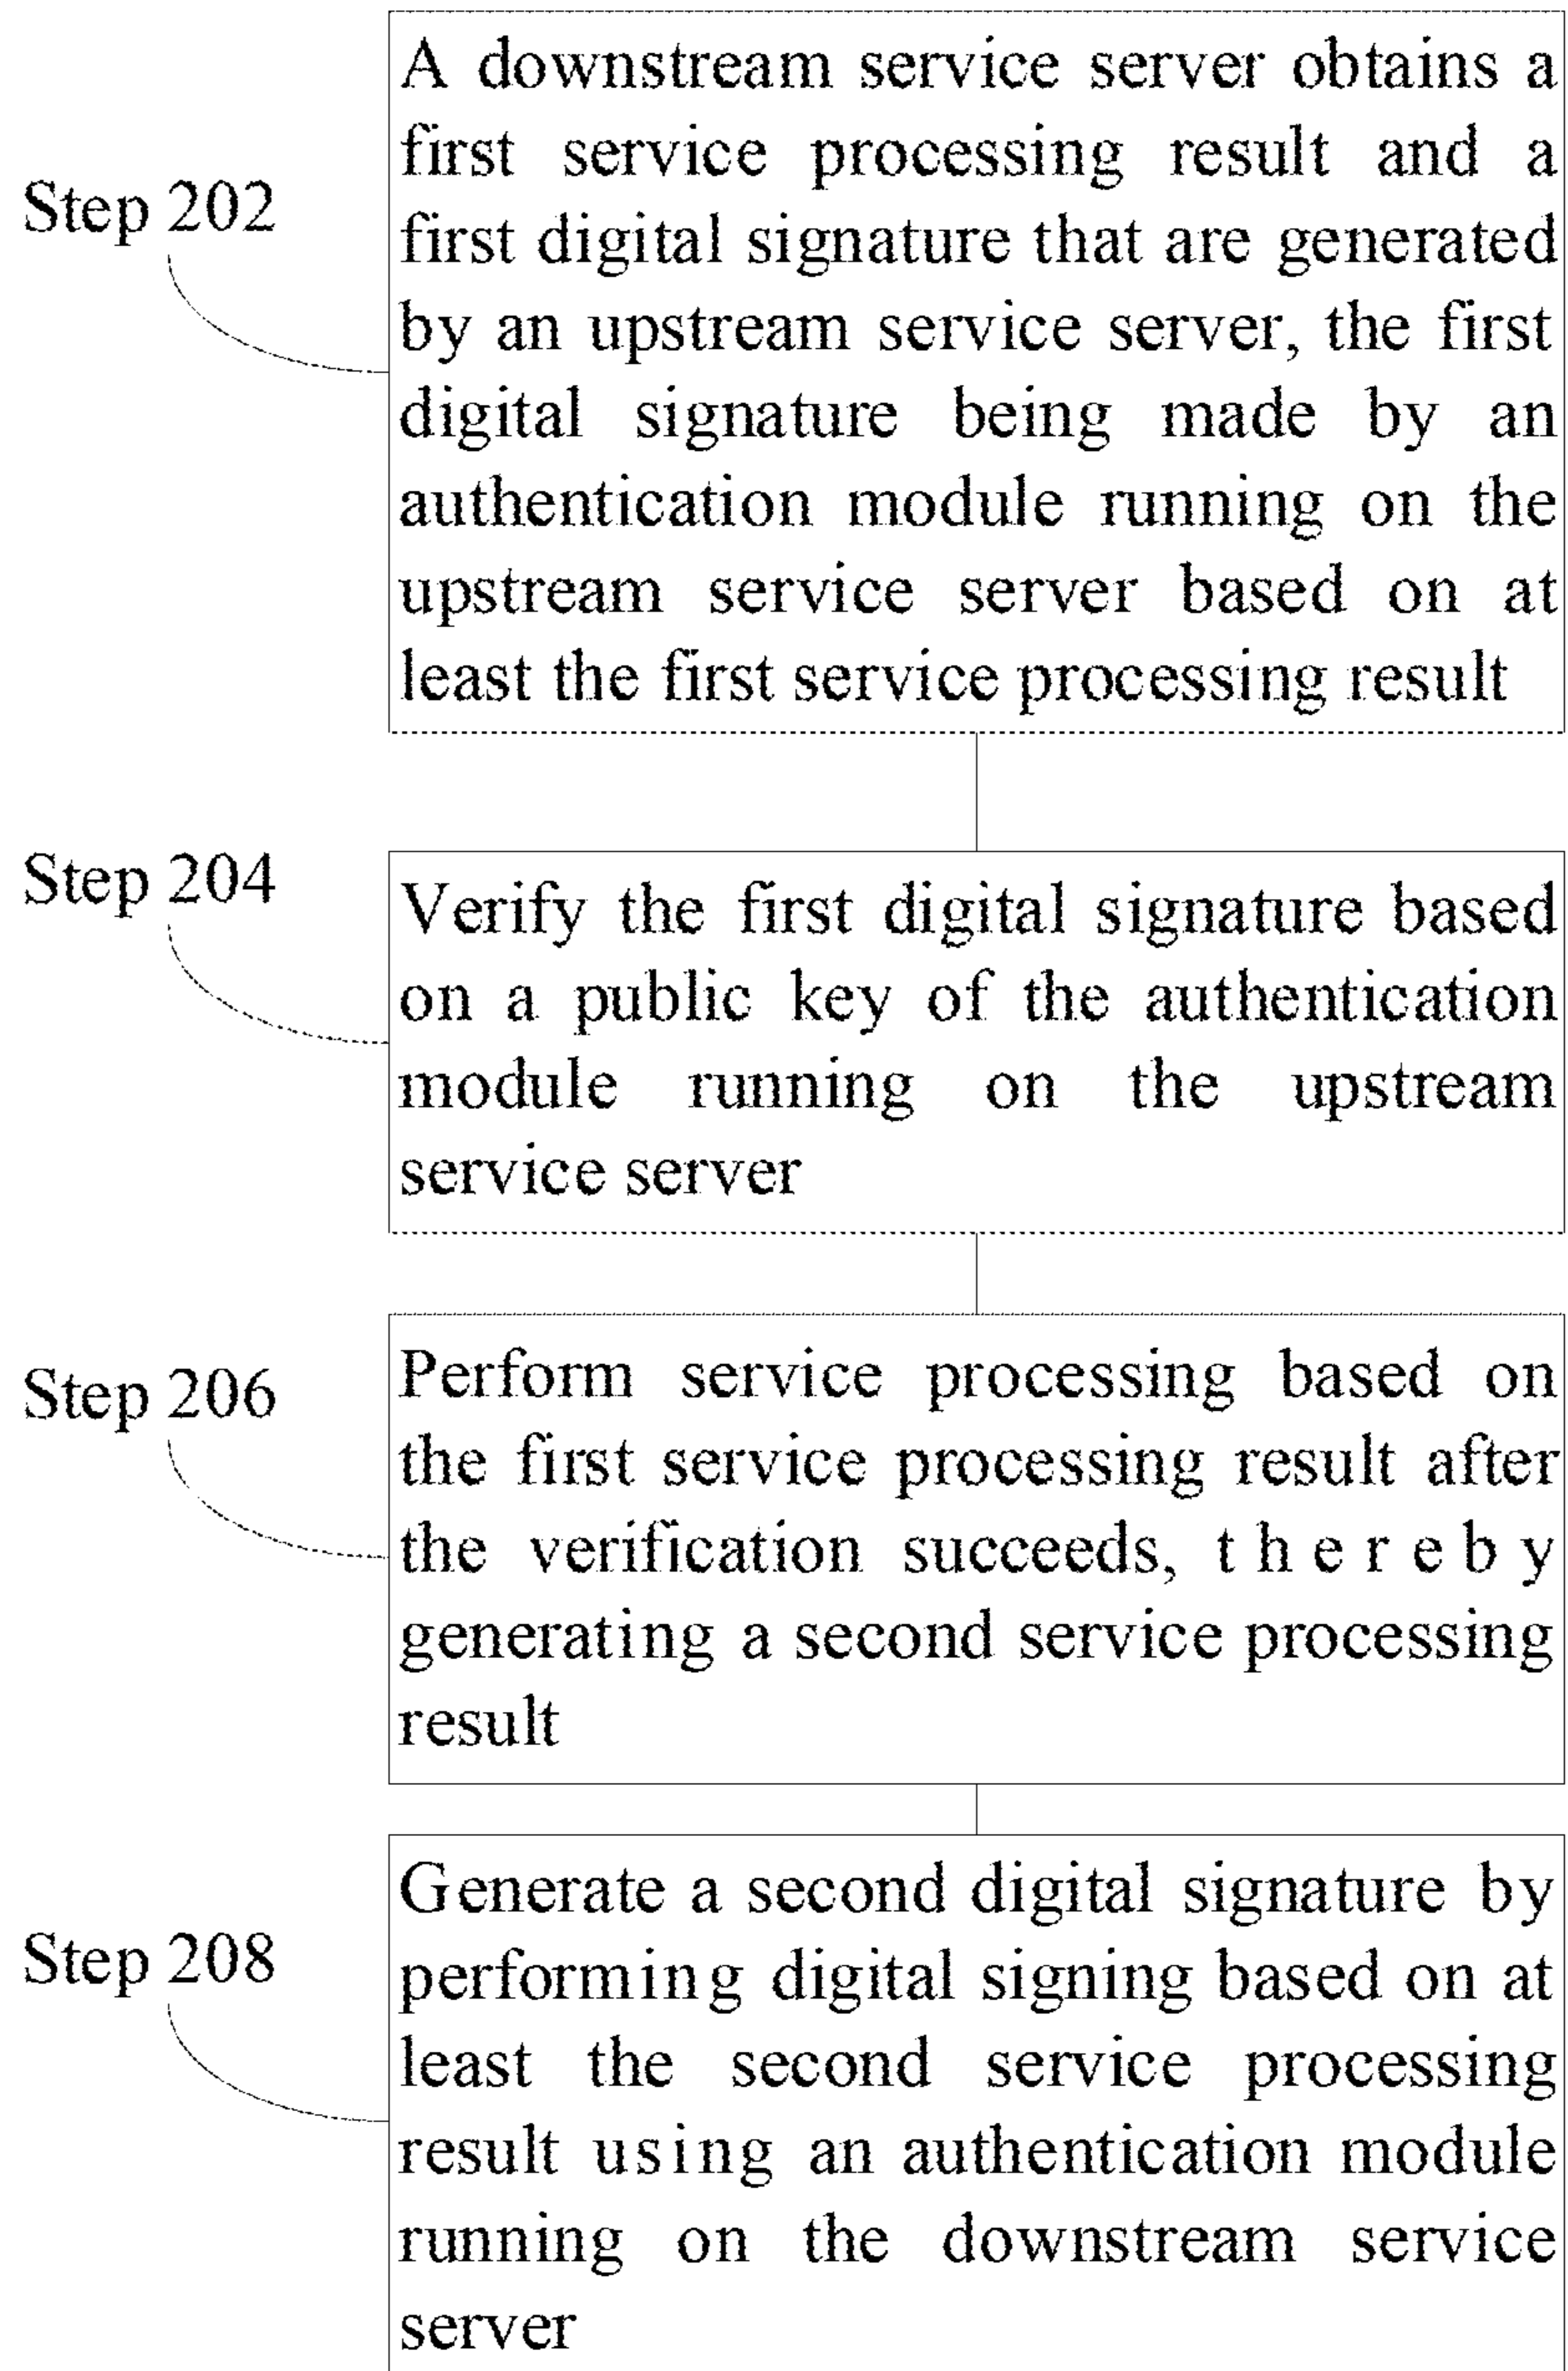 A downstream service server obtains a
first service processing result and a
Step 202
first digital signature that are generated
by an upstream service server, the first
digital signature being made by an
authentication module running on the
upstream service server based on at
least the first service processing result
Step 204
Verify the first digital signature based
on a public key of the authentication
module running on the upstream
service server
Step 206
Perform service processing based on
the first service processing result after
the verification succeeds, thereby
generating a second service processing
result
Step 208
Generate a second digital signature by
performing digital signing based on at
least the second service processing
result using an authentication module
running on the downstream service
server